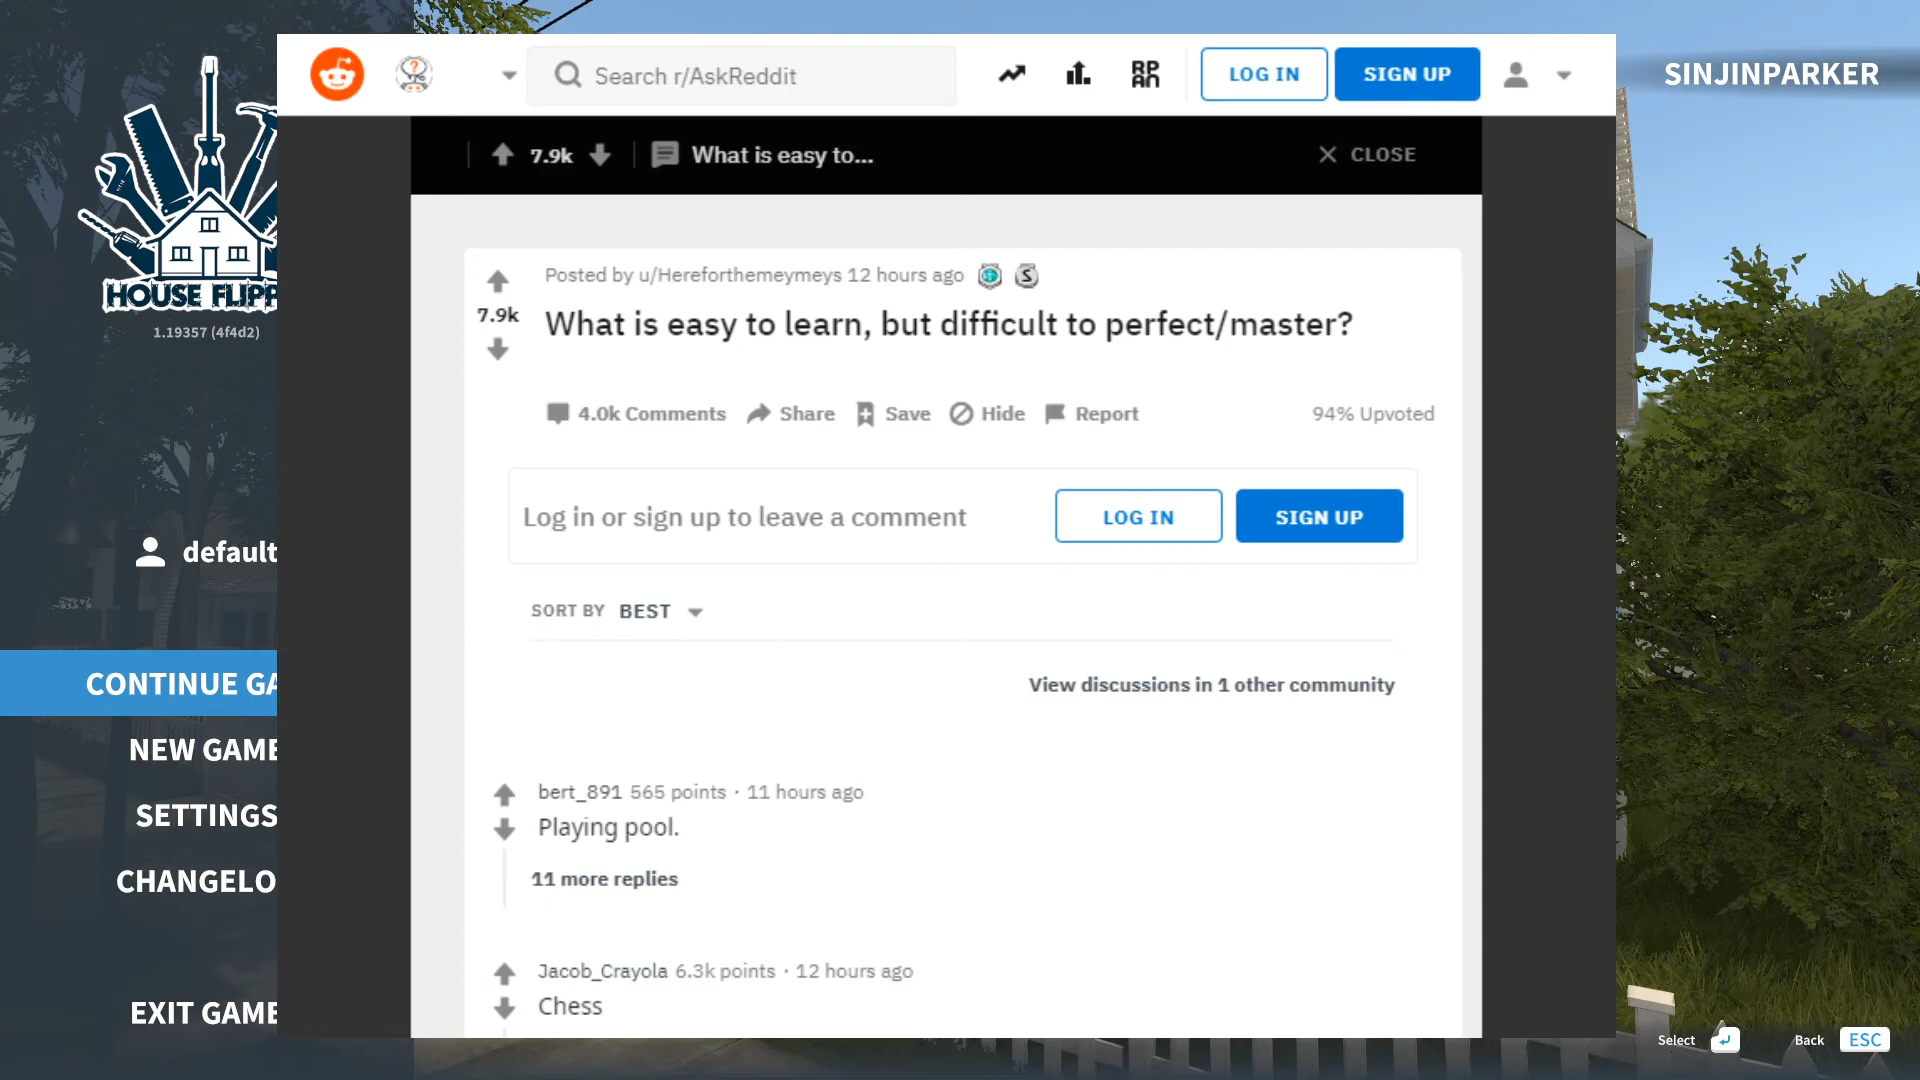 Search r/AskReddit
RPAN
LOG IN
SIGN UP
SINJINPARKER
7.9k
What is easy to...
CLOSE
HOUSE FLIPP
1.19357 (4f4d2)
Posted by u/Hereforthemeymeys 12 hours ago
S
7.9k
What is easy to learn, but difficult to perfect/master?
4.0k Comments
Share
Save
Hide
Report
94% Upvoted
Log in or sign up to leave a comment
LOG IN
SIGN UP
default
SORT BY BEST
CONTINUE GA
View discussions in 1 other community
NEW GAME
SETTINGS
CHANGELO
EXIT GAME
bert_891 565 points · 11 hours ago
Playing pool.
11 more replies
Jacob_Crayola 6.3k points · 12 hours ago
Chess
Select
Back ESC